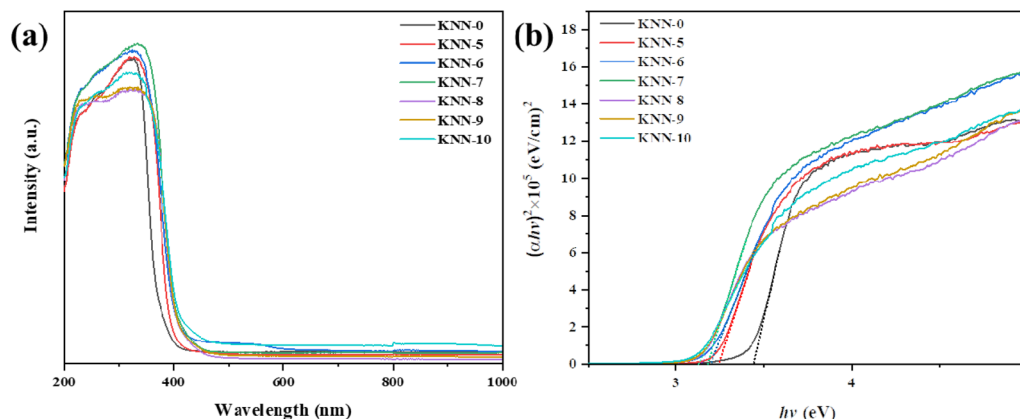 (a)
KNN-0
KNN-5
KNN-6
KNN-7
KNN-8
KNN-9
KNN-10
Intensity (a.u.)
200 400 600 800 1000
Wavelength (nm)
(b)
KNN-0
KNN-5
KNN-6
KNN-7
KNN 8
KNN-9
KNN-10
(αhν)²×10⁵ (eV/cm)²
18
16
14
12
10
8
6
4
2
0
3 4
hν (eV)